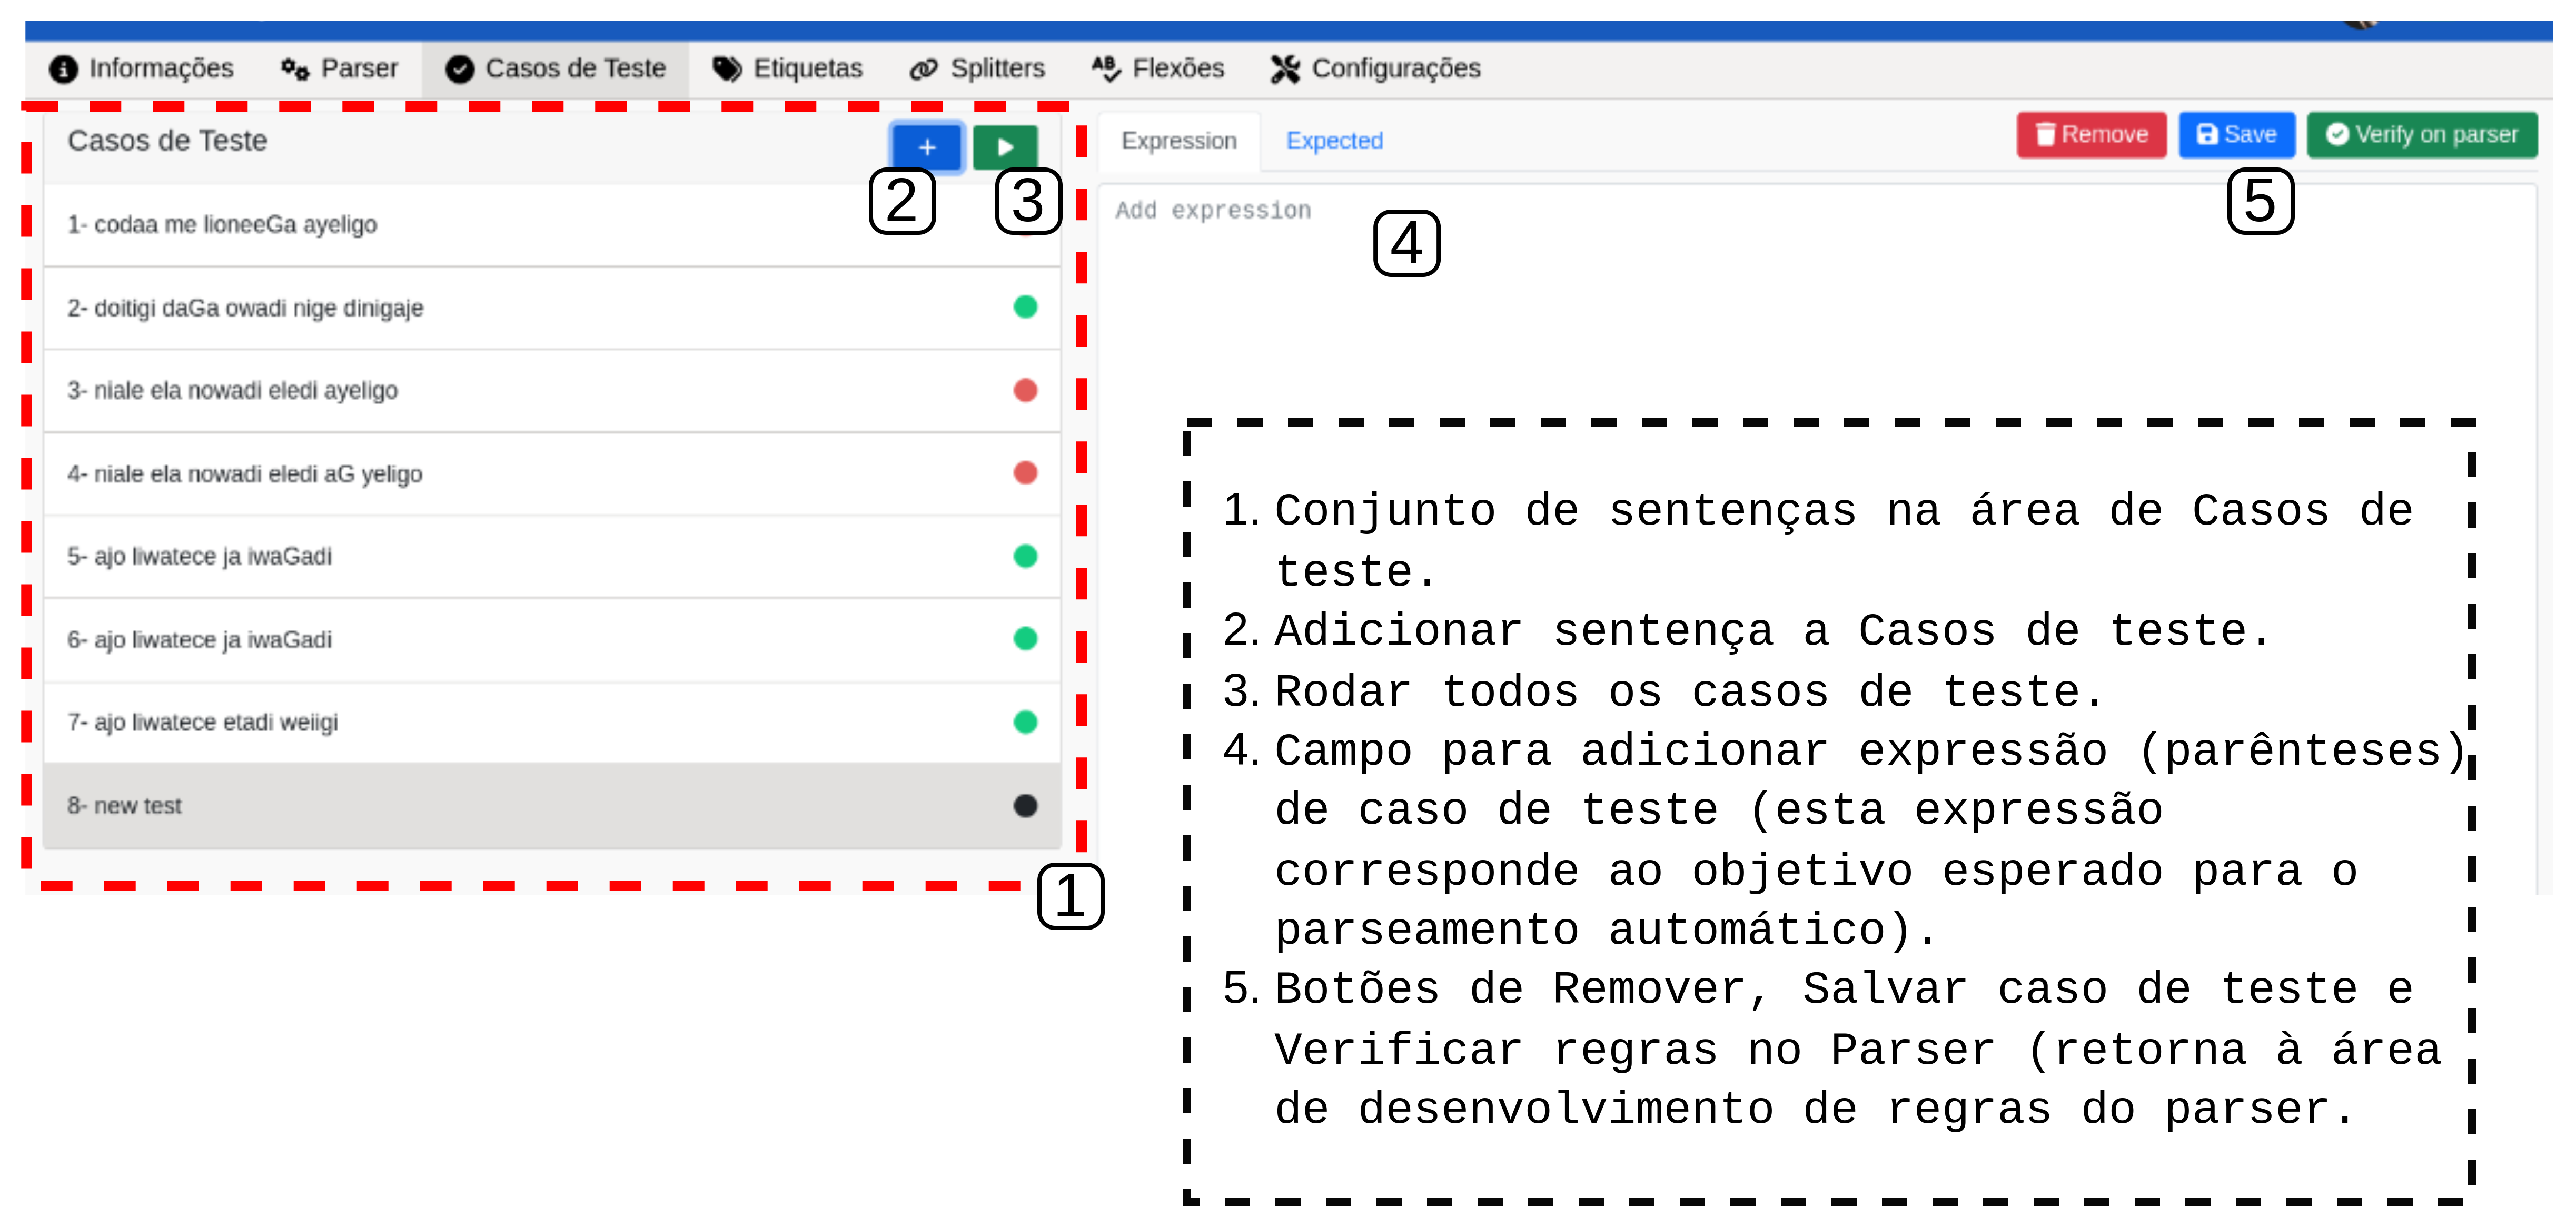 Informações Parser Casos de Teste Etiquetas Splitters Flexões Configurações
Casos de Teste
+
2
3
1- codaa me lioneeGa ayeligo
2- doitigi daGa owadi nige dinigaje
3- niale ela nowadi eledi ayeligo
4- niale ela nowadi eledi aG yeligo
5- ajo liwatece ja iwaGadi
6- ajo liwatece ja iwaGadi
7- ajo liwatece etadi weiigi
8- new test
1
Expression Expected
Remove Save Verify on parser
5
Add expression
4
1. Conjunto de sentenças na área de Casos de
teste.
2. Adicionar sentença a Casos de teste.
3. Rodar todos os casos de teste.
4. Campo para adicionar expressão (parênteses)
de caso de teste (esta expressão
corresponde ao objetivo esperado para o
parseamento automático).
5. Botões de Remover, Salvar caso de teste e
Verificar regras no Parser (retorna à área
de desenvolvimento de regras do parser.